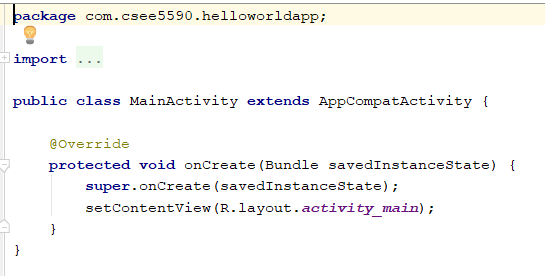 package com.csee5590.helloworldapp;
import ...
public class MainActivity extends AppCompatActivity {
@Override
protected void onCreate(Bundle savedInstanceState) {
super.onCreate(savedInstanceState);
setContentView(R.layout.activity_main);
}
}